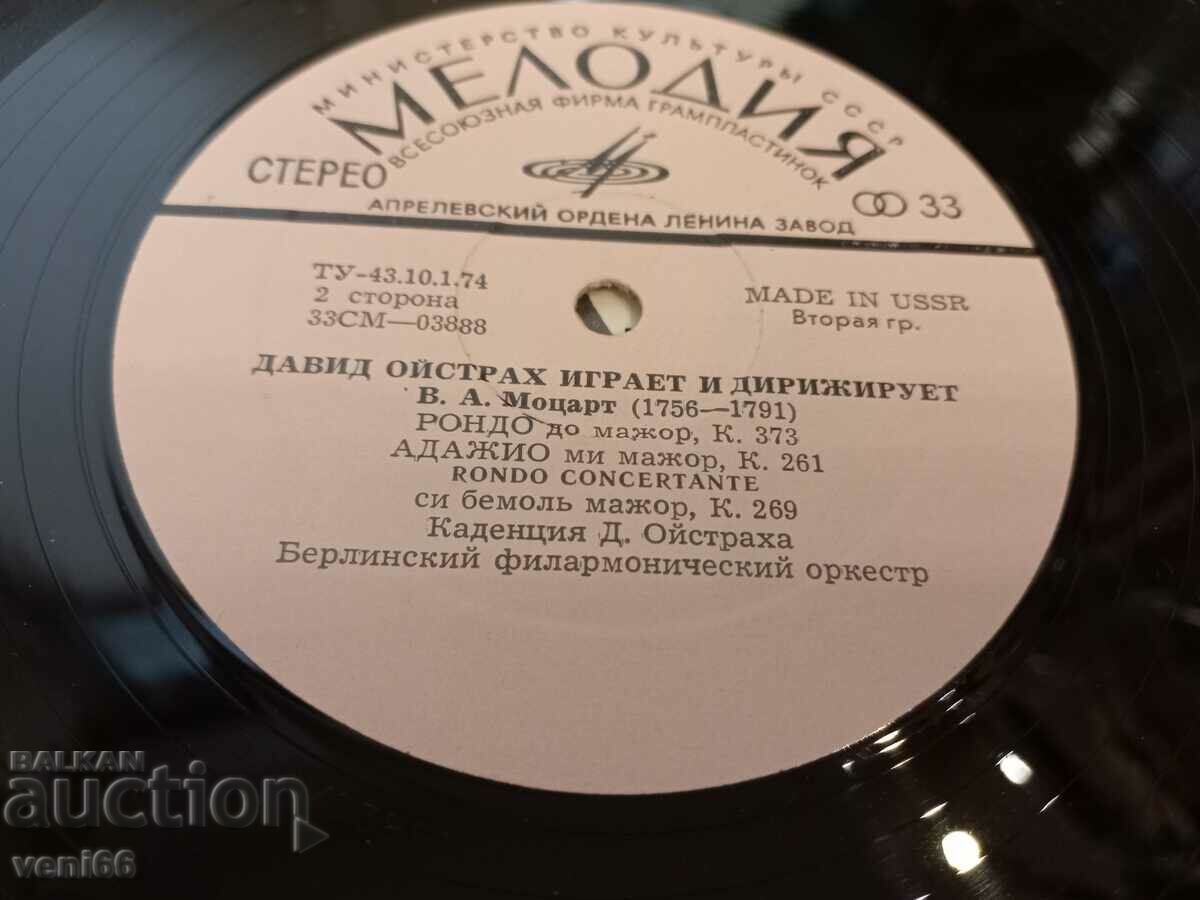 МИНИСТЕРСТВО КУЛЬТУРЫ СССР
МЕЛОДИЯ
ВСЕСОЮЗНАЯ ФИРМА ГРАМПЛАСТИНОК
СТЕРЕО
33
АПРЕЛЕВСКИЙ ОРДЕНА ЛЕНИНА ЗАВОД
ТУ-43.10.1.74
2 сторона
33СМ—03888
MADE IN USSR
Вторая гр.
ДАВИД ОЙСТРАХ ИГРАЕТ И ДИРИЖИРУЕТ
В. А. Моцарт (1756—1791)
РОНДО до мажор, К. 373
АДАЖИО ми мажор, К. 261
RONDO CONCERTANTE
си бемоль мажор, К. 269
Каденция Д. Ойстраха
Берлинский филармонический оркестр
BALKAN
auction
veni66